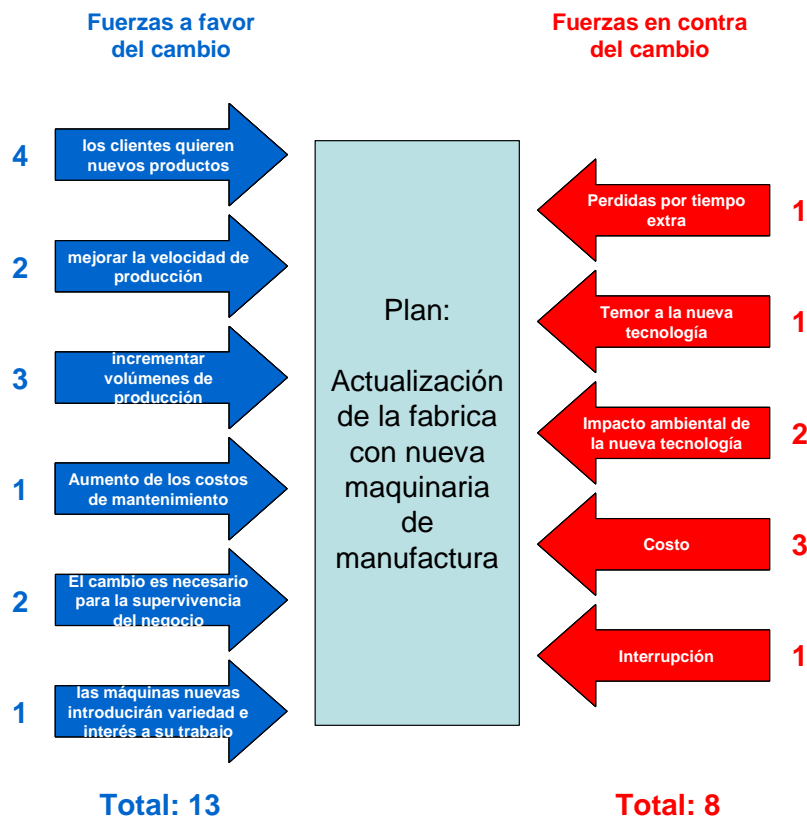 Fuerzas a favor
del cambio
4
los clientes quieren
nuevos productos
2
mejorar la velocidad de
producción
3
incrementar
volúmenes de
producción
1
Aumento de los costos
de mantenimiento
2
El cambio es necesario
para la supervivencia
del negocio
1
las máquinas nuevas
introducirán variedad e
interés a su trabajo
Total: 13
Plan:
Actualización
de la fabrica
con nueva
maquinaria
de
manufactura
Fuerzas en contra
del cambio
Perdidas por tiempo
extra
1
Temor a la nueva
tecnología
1
Impacto ambiental de
la nueva tecnología
2
Costo
3
Interrupción
1
Total: 8